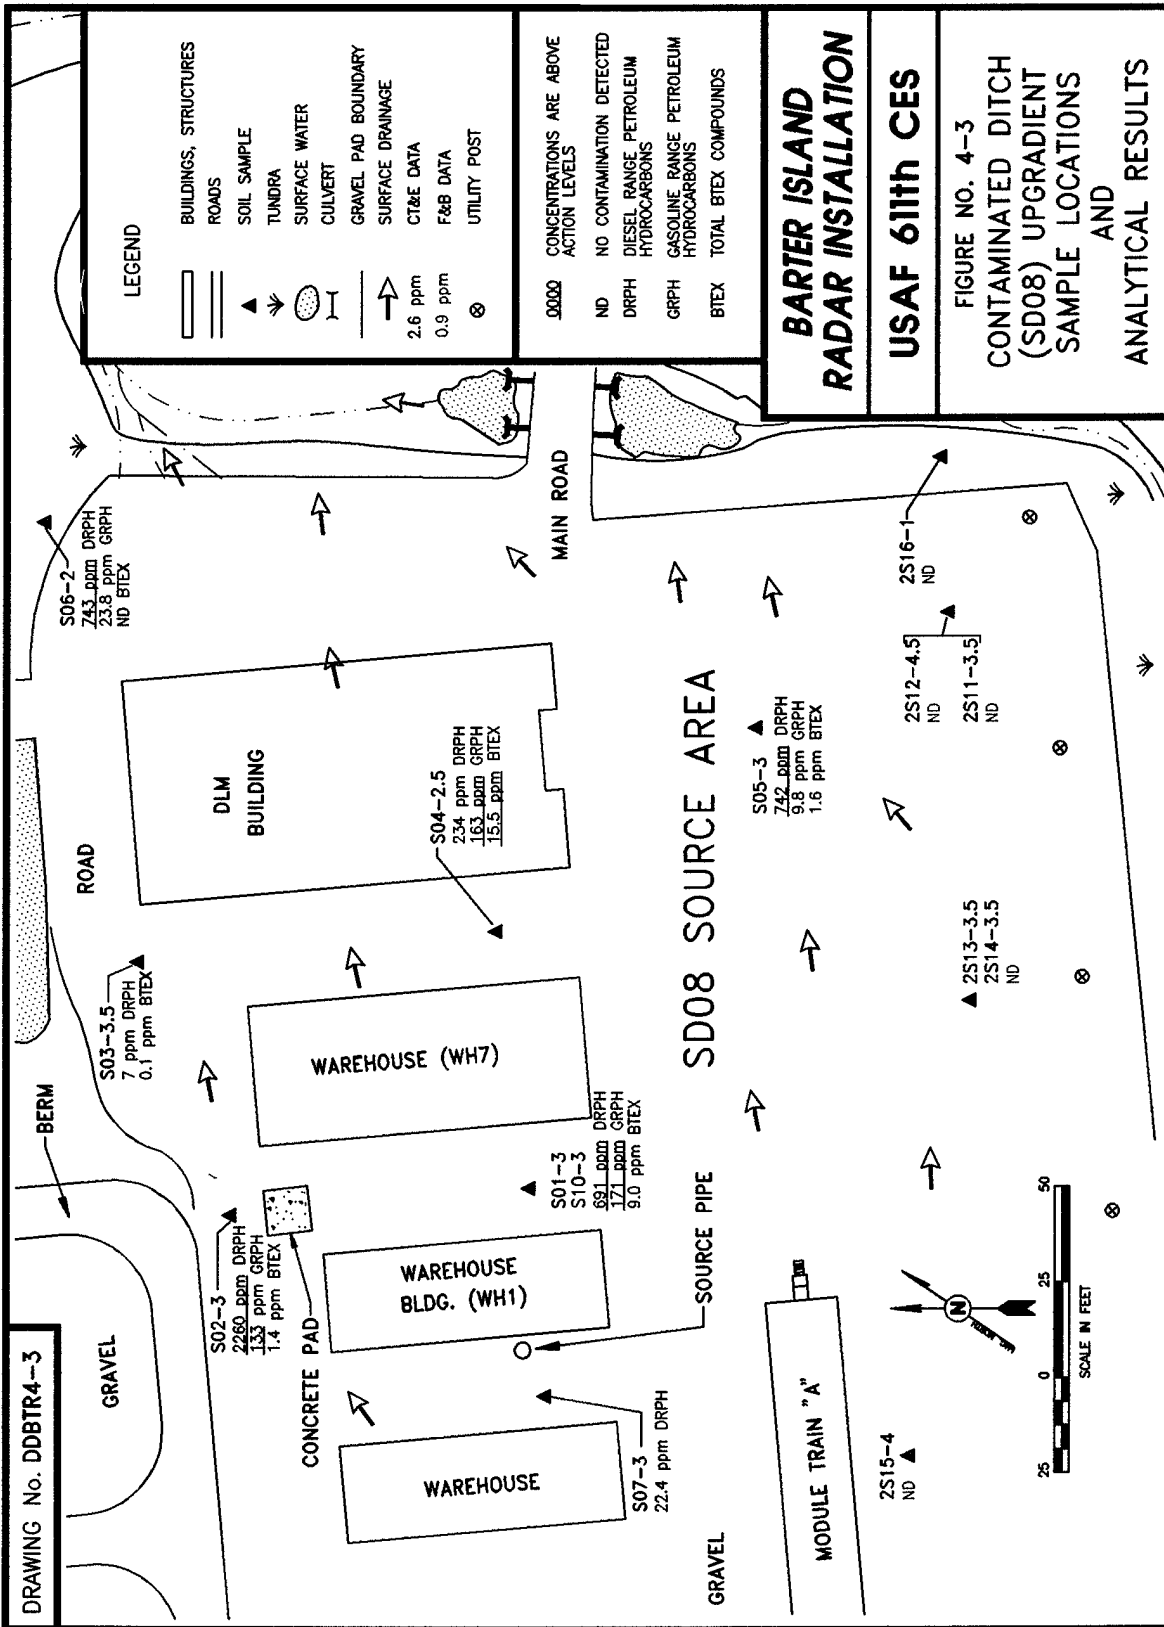 DRAWING No. DDBTR4-3
GRAVEL
BERM
ROAD
S02-3
2260 ppm DRPH
133 ppm GRPH
1.4 ppm BTEX
CONCRETE PAD
S03-3.5
7 ppm DRPH
0.1 ppm BTEX
S06-2
743 ppm DRPH
23.8 ppm GRPH
ND BTEX
DLM
BUILDING
WAREHOUSE (WH7)
WAREHOUSE
BLDG. (WH1)
WAREHOUSE
S04-2.5
234 ppm DRPH
163 ppm GRPH
15.5 ppm BTEX
S01-3
S10-3
691 ppm DRPH
171 ppm GRPH
9.0 ppm BTEX
S07-3
22.4 ppm DRPH
SOURCE PIPE
MAIN ROAD
SD08 SOURCE AREA
GRAVEL
S05-3
742 ppm DRPH
9.8 ppm GRPH
1.6 ppm BTEX
MODULE TRAIN "A"
2S15-4
ND
2S12-4.5
ND
2S11-3.5
ND
2S16-1
ND
2S13-3.5
2S14-3.5
ND
N
25 0 25 50
SCALE IN FEET
LEGEND
BUILDINGS, STRUCTURES
ROADS
SOIL SAMPLE
TUNDRA
SURFACE WATER
CULVERT
GRAVEL PAD BOUNDARY
SURFACE DRAINAGE
2.6 ppm CT&E DATA
0.9 ppm F&B DATA
UTILITY POST
0000 CONCENTRATIONS ARE ABOVE
ACTION LEVELS
ND NO CONTAMINATION DETECTED
DRPH DIESEL RANGE PETROLEUM
HYDROCARBONS
GRPH GASOLINE RANGE PETROLEUM
HYDROCARBONS
BTEX TOTAL BTEX COMPOUNDS
BARTER ISLAND
RADAR INSTALLATION
USAF 611th CES
FIGURE NO. 4-3
CONTAMINATED DITCH
(SD08) UPGRADIENT
SAMPLE LOCATIONS
AND
ANALYTICAL RESULTS